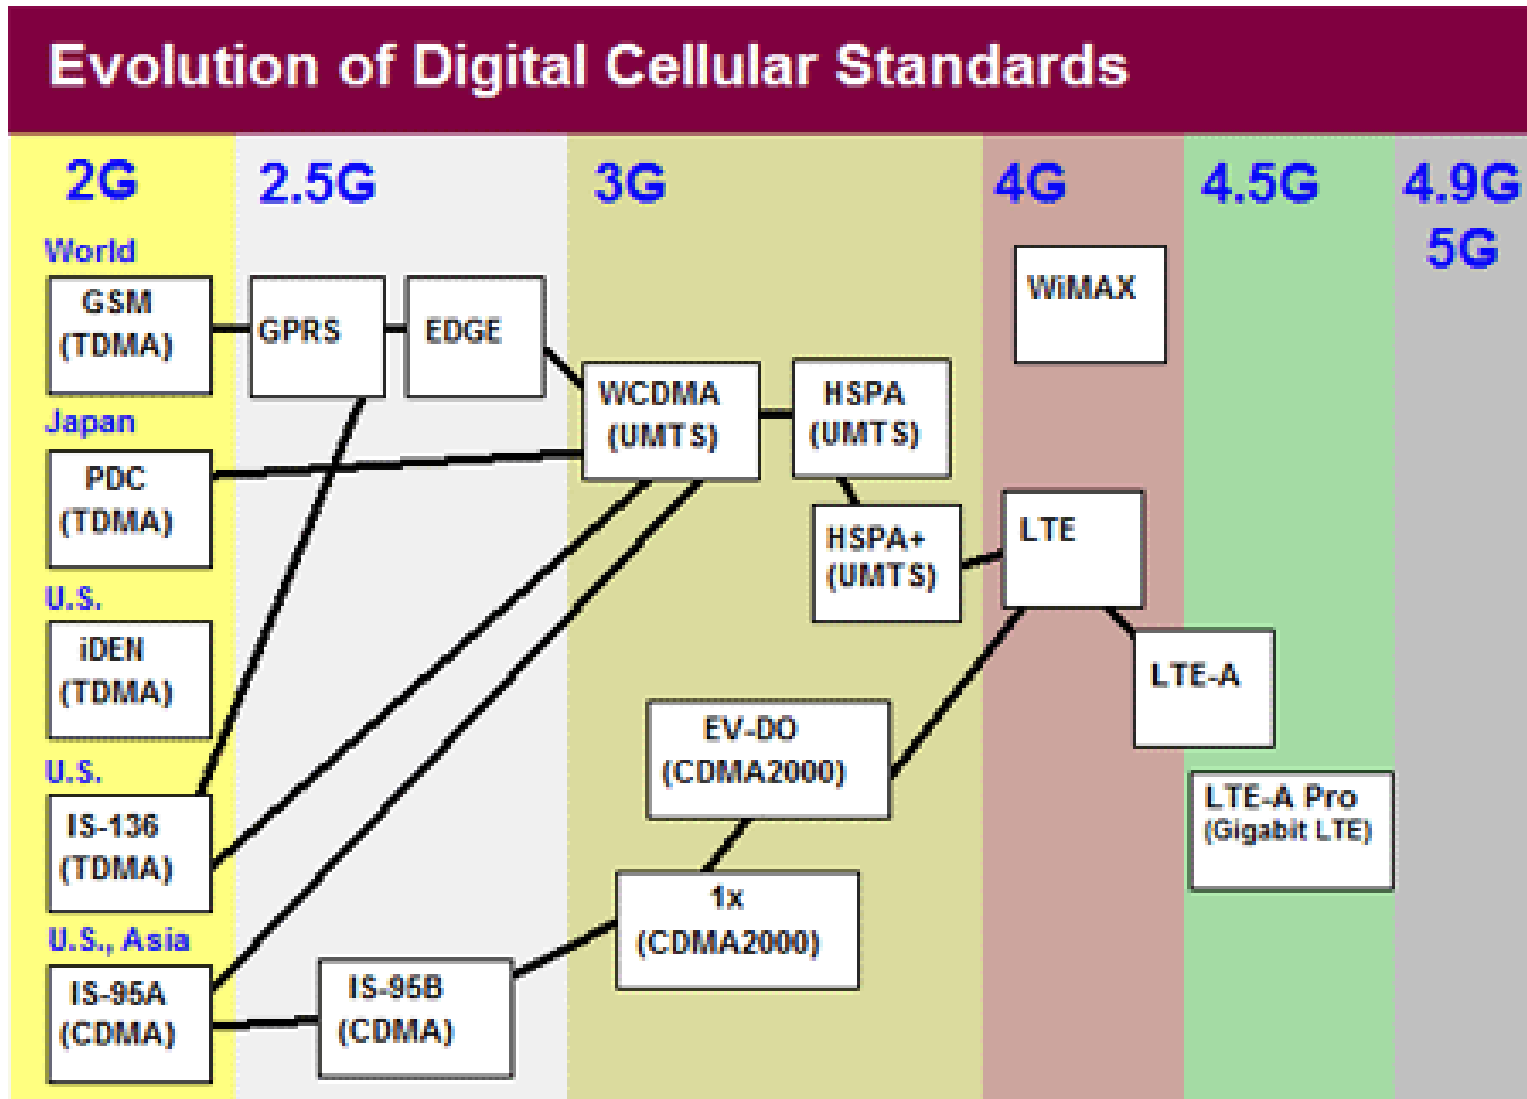 Evolution of Digital Cellular Standards
2G
2.5G
3G
4G
4.5G
4.9G
5G
World
GSM
(TDMA)
GPRS
EDGE
WCDMA
(UMTS)
HSPA
(UMTS)
HSPA+
(UMTS)
WiMAX
LTE
LTE-A
LTE-A Pro
(Gigabit LTE)
Japan
PDC
(TDMA)
U.S.
iDEN
(TDMA)
U.S.
IS-136
(TDMA)
EV-DO
(CDMA2000)
1x
(CDMA2000)
U.S., Asia
IS-95A
(CDMA)
IS-95B
(CDMA)